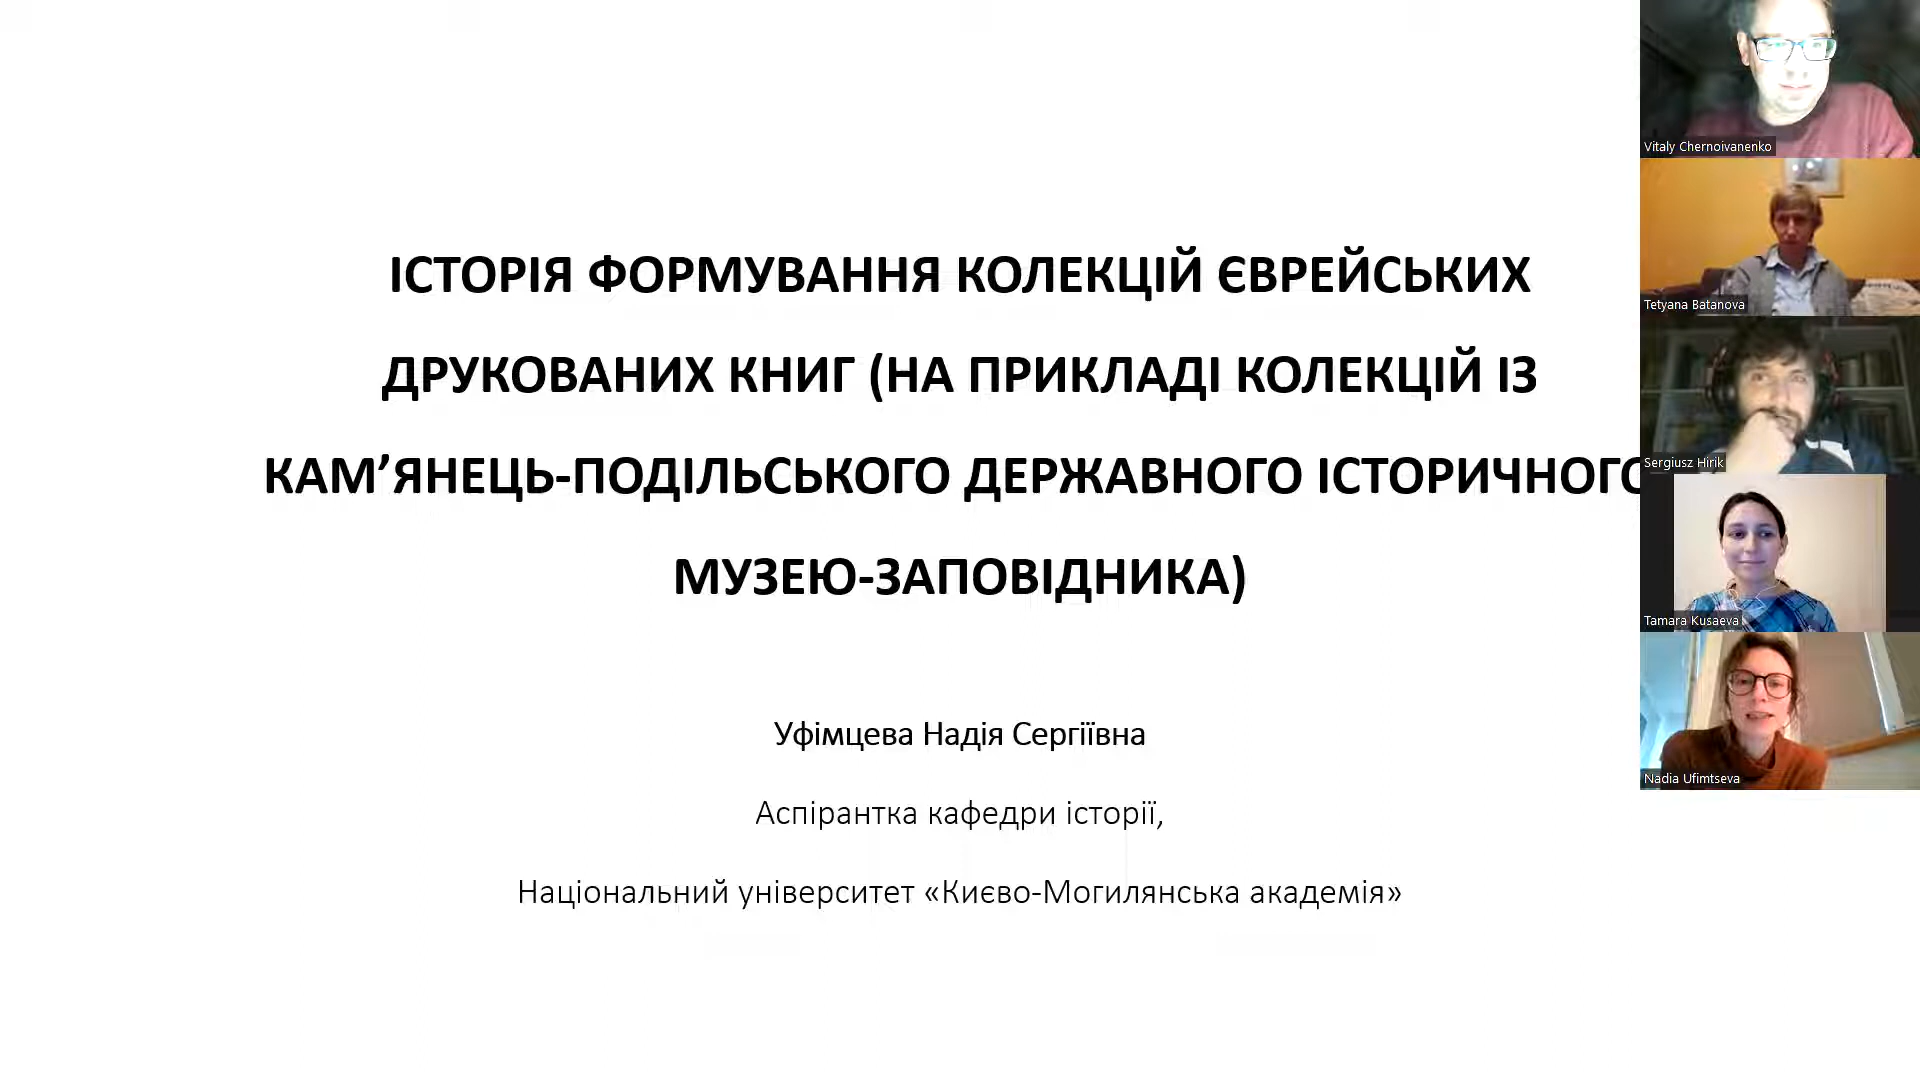 ІСТОРІЯ ФОРМУВАННЯ КОЛЕКЦІЙ ЄВРЕЙСЬКИХ
ДРУКОВАНИХ КНИГ (НА ПРИКЛАДІ КОЛЕКЦІЙ ІЗ
КАМ’ЯНЕЦЬ-ПОДІЛЬСЬКОГО ДЕРЖАВНОГО ІСТОРИЧНОГО
МУЗЕЮ-ЗАПОВІДНИКА)
Уфімцева Надія Сергіївна
Аспірантка кафедри історії,
Національний університет «Києво-Могилянська академія»
Vitaly Chernoivanenko
Tetyana Batanova
Sergiusz Hirik
Tamara Kusaeva
Nadia Ufimtseva